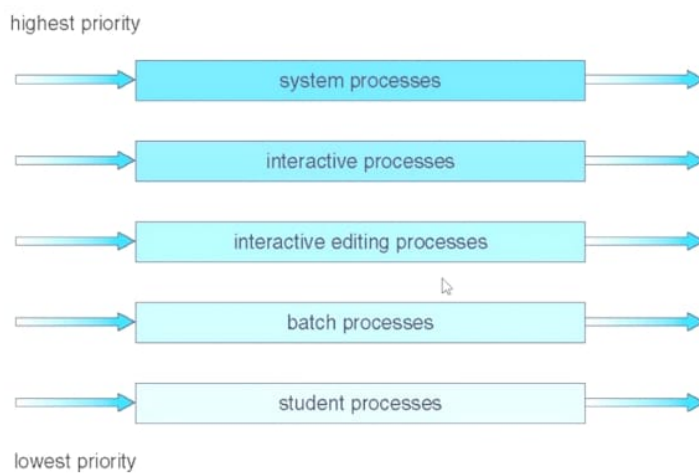 highest priority
system processes
interactive processes
interactive editing processes
batch processes
student processes
lowest priority